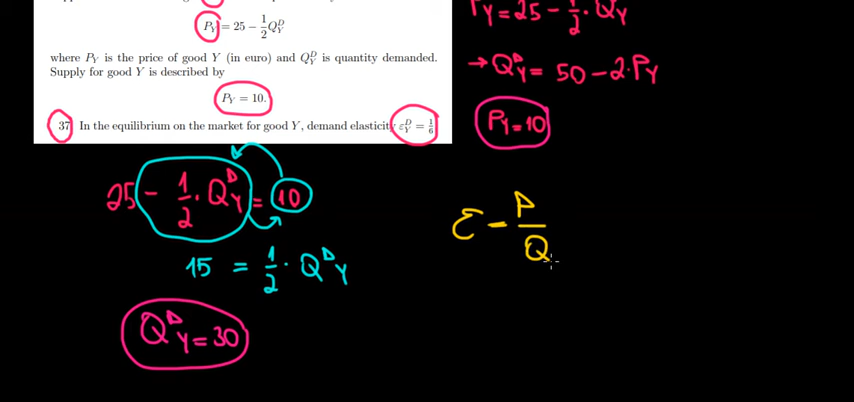 P_Y = 25 − 1/2 Q_Y^D
where P_Y is the price of good Y (in euro) and Q_Y^D is quantity demanded.
Supply for good Y is described by
P_Y = 10.
37 In the equilibrium on the market for good Y, demand elasticity ε_Y^D = 1/6
P_Y = 25 − 1/2 · Q_Y
→ Q_Y^D = 50 − 2 · P_Y
P_Y = 10
25 − 1/2 · Q_Y^D = 10
15 = 1/2 · Q^D_Y
Q^D_Y = 30
ε = P/Q